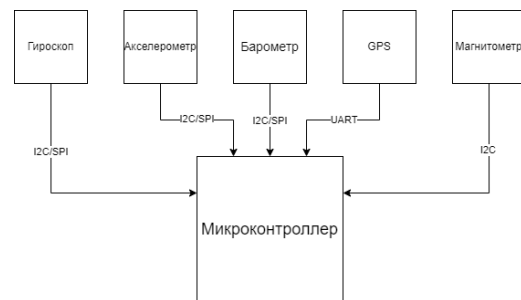 Гироскоп
Акселерометр
Барометр
GPS
Магнитометр
I2C/SPI
I2C/SPI
UART
I2C/SPI
I2C
Микроконтроллер